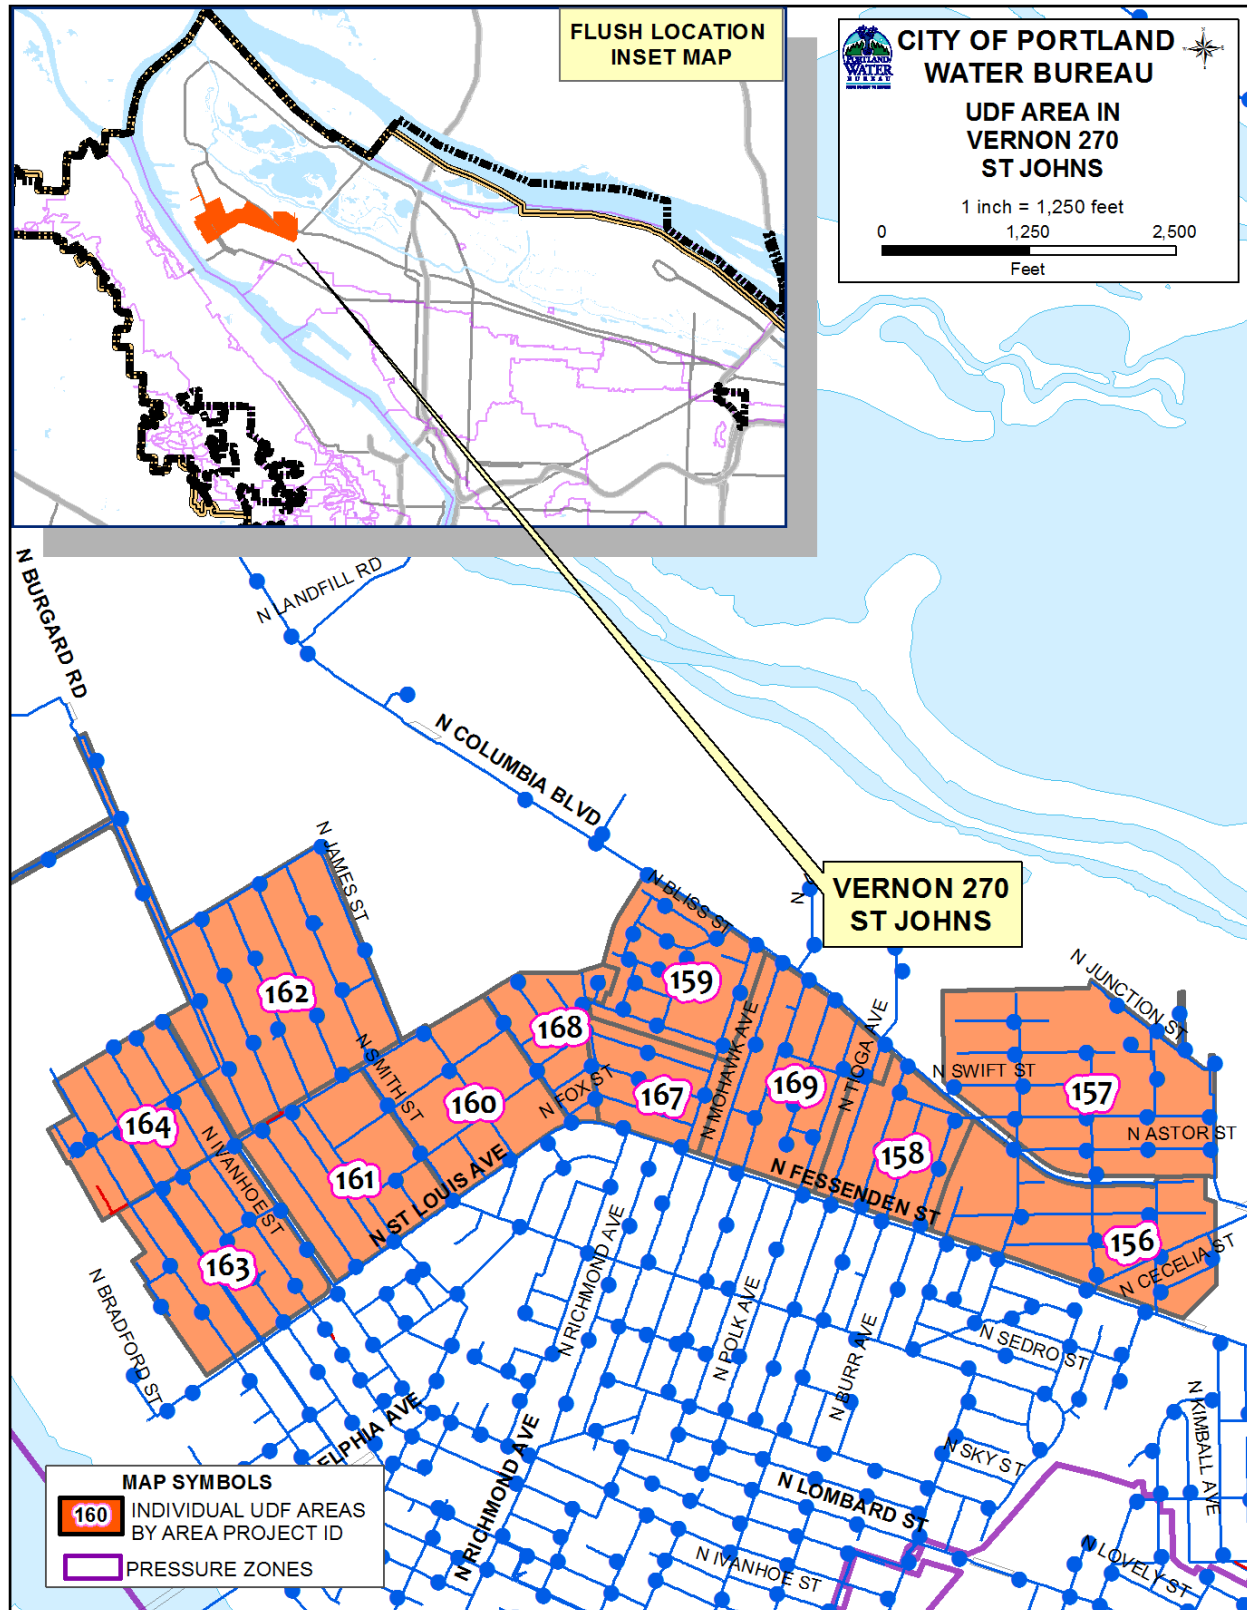 FLUSH LOCATION
INSET MAP
PORTLAND
WATER
BUREAU
CITY OF PORTLAND
WATER BUREAU
UDF AREA IN
VERNON 270
ST JOHNS
1 inch = 1,250 feet
0 1,250 2,500
Feet
N BURGARD RD
N LANDFILL RD
N COLUMBIA BLVD
N JAMES ST
N BLISS ST
N
VERNON 270
ST JOHNS
N JUNCTION ST
159
162
168
N SMITH ST
N MOHAWK AVE
N TIOGA AVE
N SWIFT ST
157
169
167
N FOX ST
160
164
N IVANHOE ST
161
N ST LOUIS AVE
158
N ASTOR ST
N FESSENDEN ST
156
N CECELIA ST
163
N BRADFORD ST
N RICHMOND AVE
N POLK AVE
N BURR AVE
N SEDRO ST
N KIMBALL AVE
ELPHIA AVE
N RICHMOND AVE
N SKY ST
N LOMBARD ST
N IVANHOE ST
N LOVELY ST
MAP SYMBOLS
160 INDIVIDUAL UDF AREAS
BY AREA PROJECT ID
PRESSURE ZONES